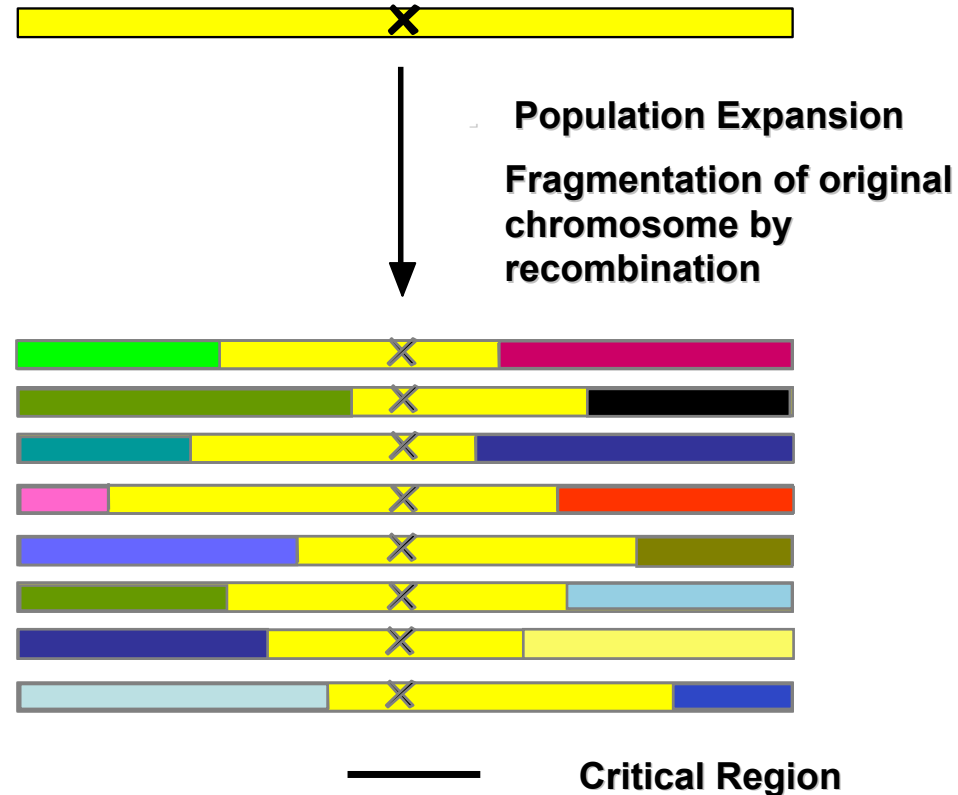 Population Expansion
Fragmentation of original
chromosome by
recombination
Critical Region